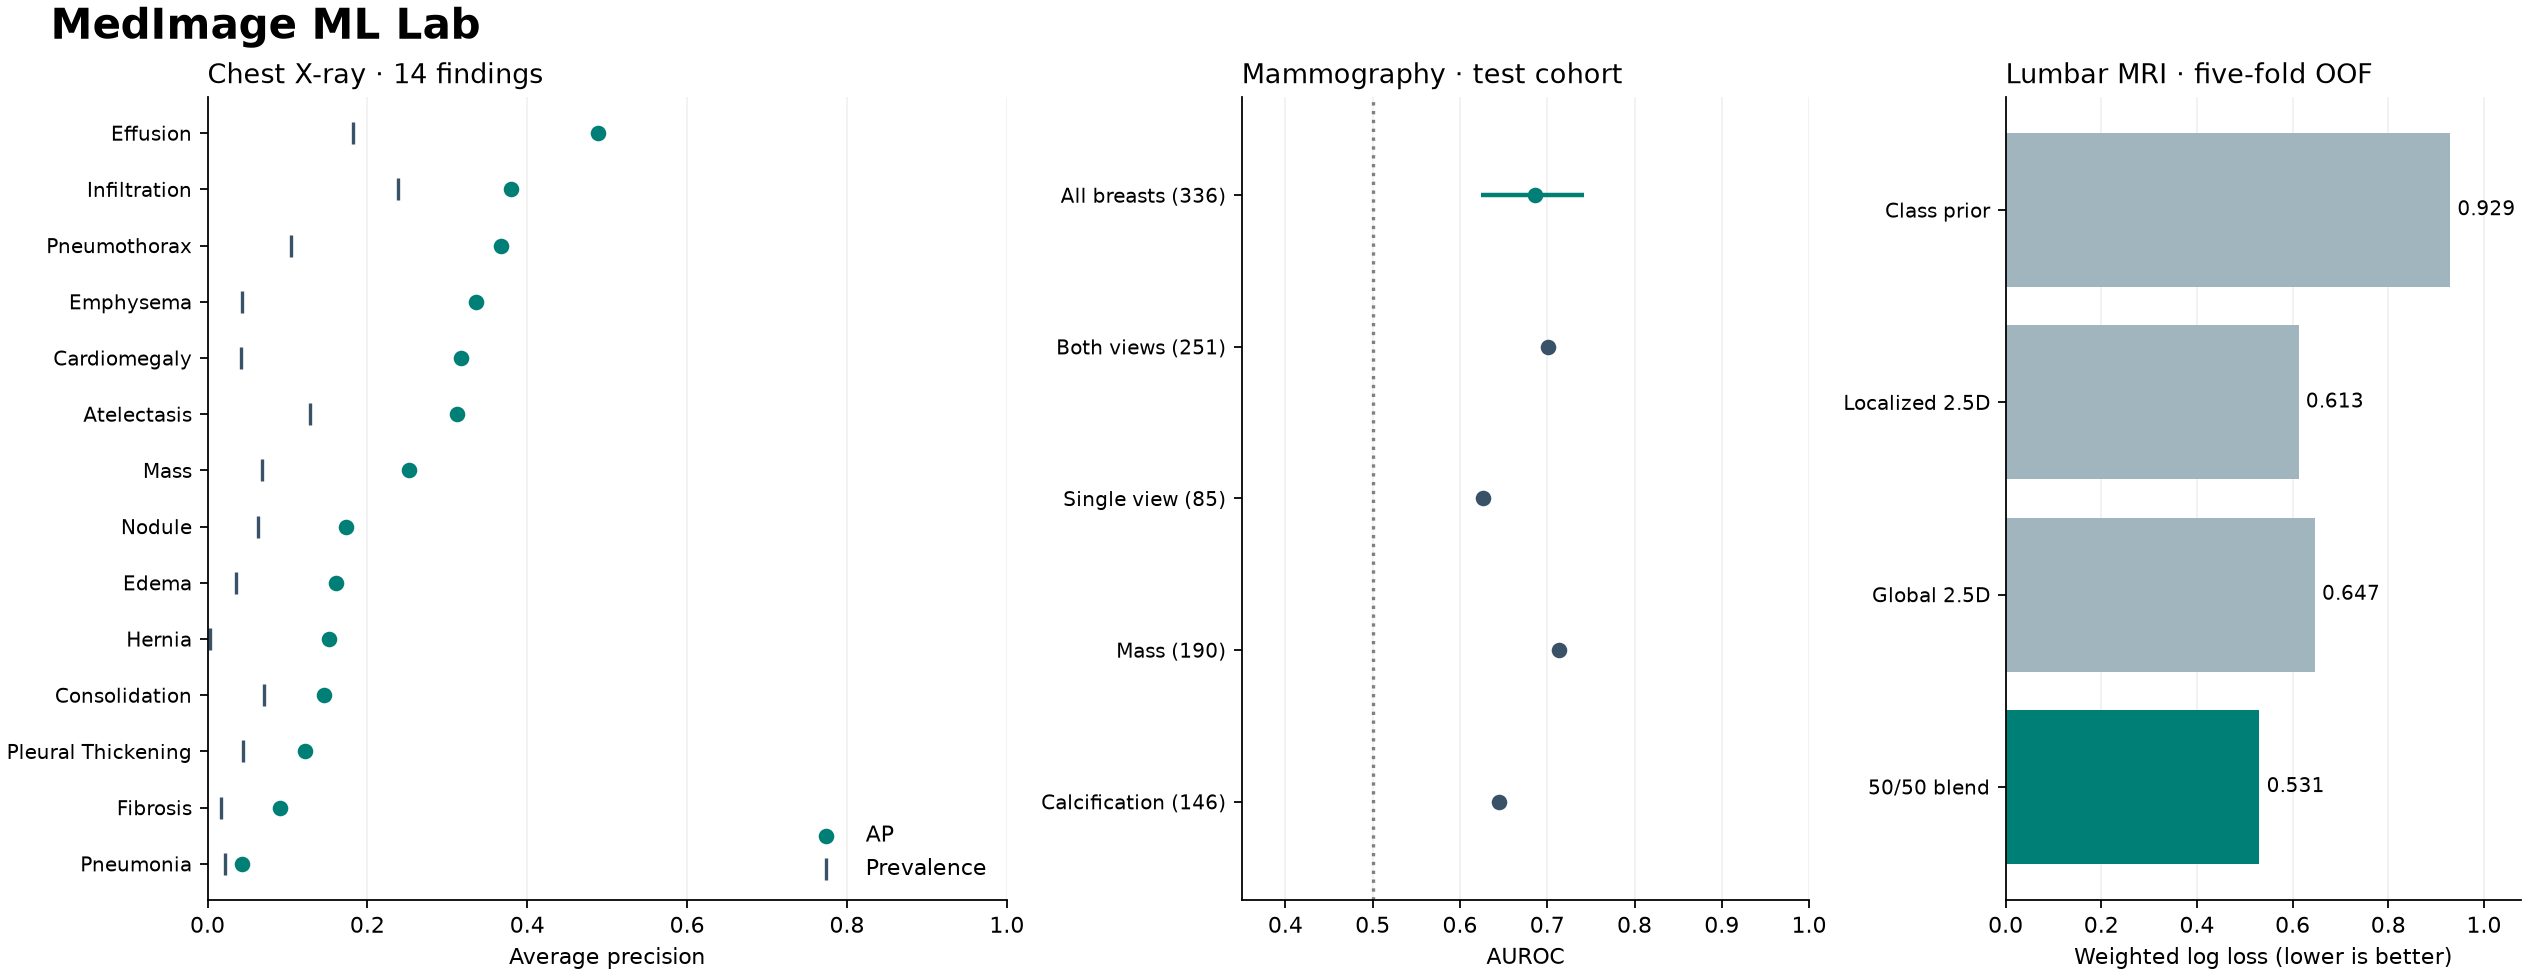 MedImage ML Lab
Chest X-ray · 14 findings
Effusion
Infiltration
Pneumothorax
Emphysema
Cardiomegaly
Atelectasis
Mass
Nodule
Edema
Hernia
Consolidation
Pleural Thickening
Fibrosis
Pneumonia
AP
Prevalence
0.0 0.2 0.4 0.6 0.8 1.0
Average precision
Mammography · test cohort
All breasts (336)
Both views (251)
Single view (85)
Mass (190)
Calcification (146)
0.4 0.5 0.6 0.7 0.8 0.9 1.0
AUROC
Lumbar MRI · five-fold OOF
Class prior 0.929
Localized 2.5D 0.613
Global 2.5D 0.647
50/50 blend 0.531
0.0 0.2 0.4 0.6 0.8 1.0
Weighted log loss (lower is better)